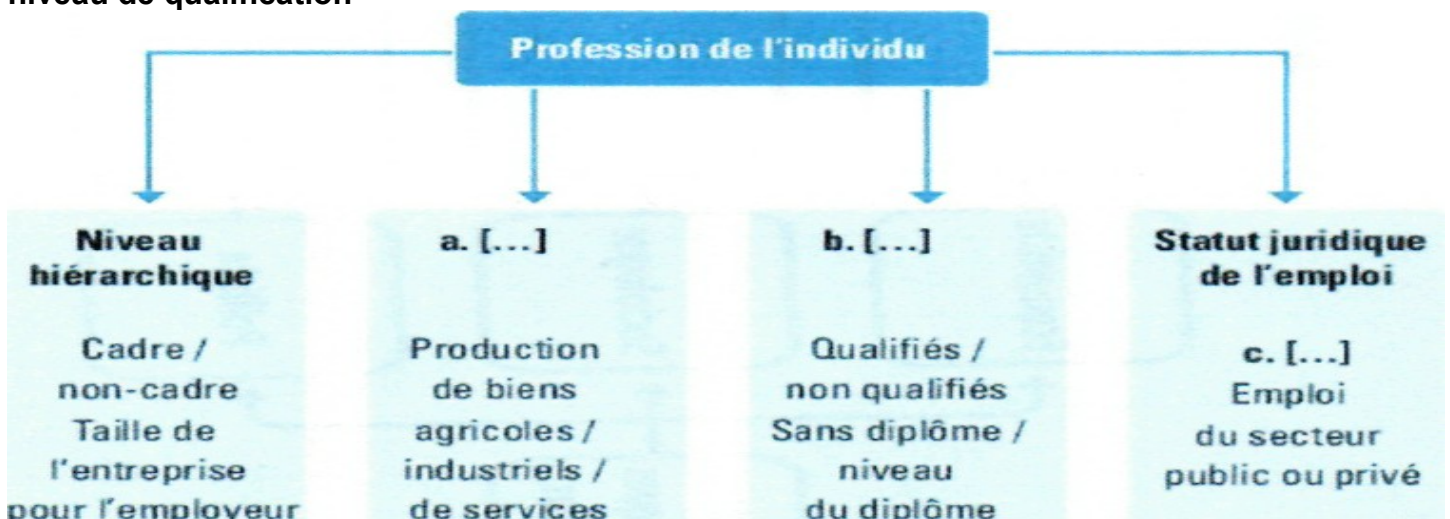 niveau de qualification
Profession de l'individu
Niveau
hiérarchique
Cadre /
non-cadre
Taille de
l'entreprise
pour l'employeur
a. [...]
Production
de biens
agricoles /
industriels /
de services
b. [...]
Qualifiés /
non qualifiés
Sans diplôme /
niveau
du diplôme
Statut juridique
de l'emploi
c. [...]
Emploi
du secteur
public ou privé